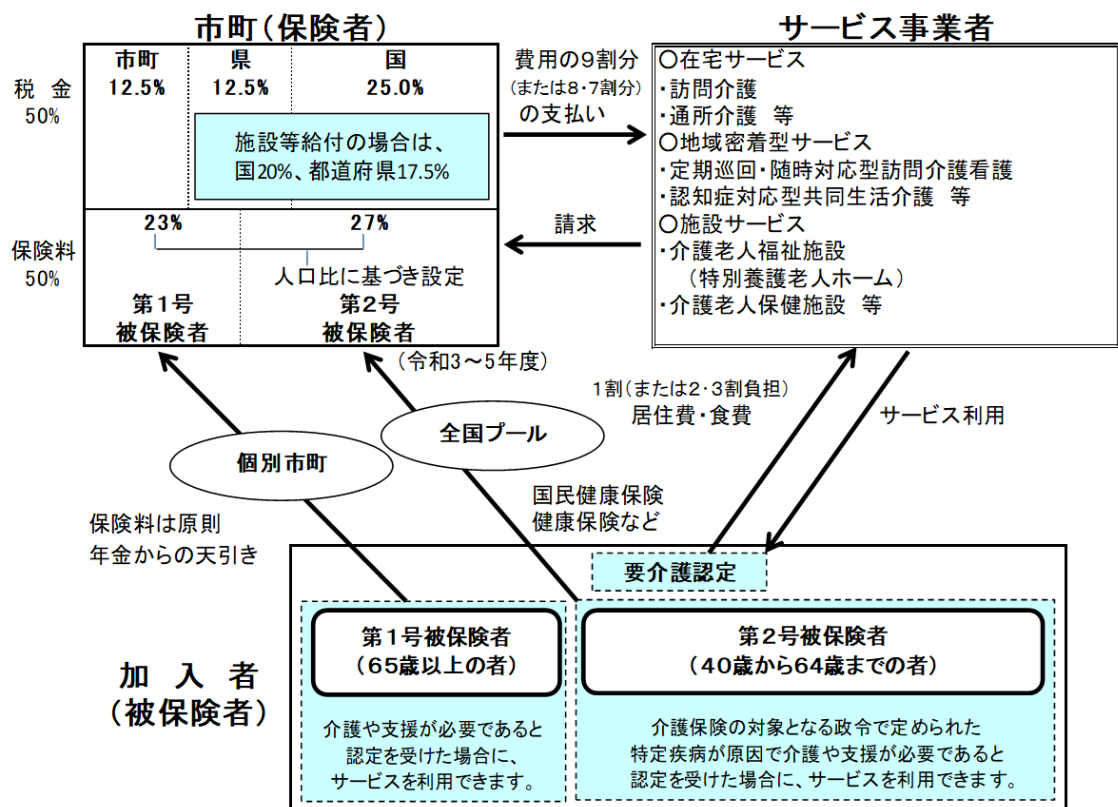 市町(保険者)
市町
県
国
12.5%
12.5%
25.0%
税 金
50%
施設等給付の場合は、
国20%、都道府県17.5%
23%
27%
保険料
50%
人口比に基づき設定
第1号
被保険者
第2号
被保険者
(令和3～5年度)
費用の9割分
(または8・7割分)
の支払い
請求
サービス事業者
○在宅サービス
・訪問介護
・通所介護 等
○地域密着型サービス
・定期巡回・随時対応型訪問介護看護
・認知症対応型共同生活介護 等
○施設サービス
・介護老人福祉施設
(特別養護老人ホーム)
・介護老人保健施設 等
1割(または2・3割負担)
居住費・食費
サービス利用
全国プール
個別市町
国民健康保険
健康保険など
保険料は原則
年金からの天引き
要介護認定
加 入 者
(被保険者)
第1号被保険者
(65歳以上の者)
介護や支援が必要であると
認定を受けた場合に、
サービスを利用できます。
第2号被保険者
(40歳から64歳までの者)
介護保険の対象となる政令で定められた
特定疾病が原因で介護や支援が必要であると
認定を受けた場合に、サービスを利用できます。